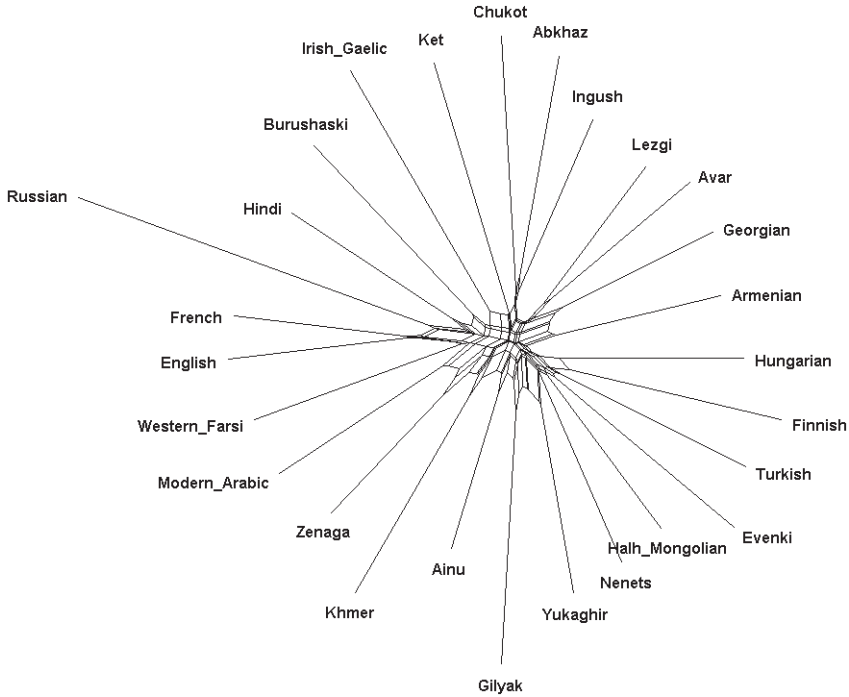 Chukot
Abkhaz
Ket
Irish_Gaelic
Ingush
Burushaski
Lezgi
Avar
Russian
Hindi
Georgian
Armenian
French
English
Hungarian
Western_Farsi
Finnish
Modern_Arabic
Turkish
Zenaga
Evenki
Halh_Mongolian
Ainu
Nenets
Khmer
Yukaghir
Gilyak